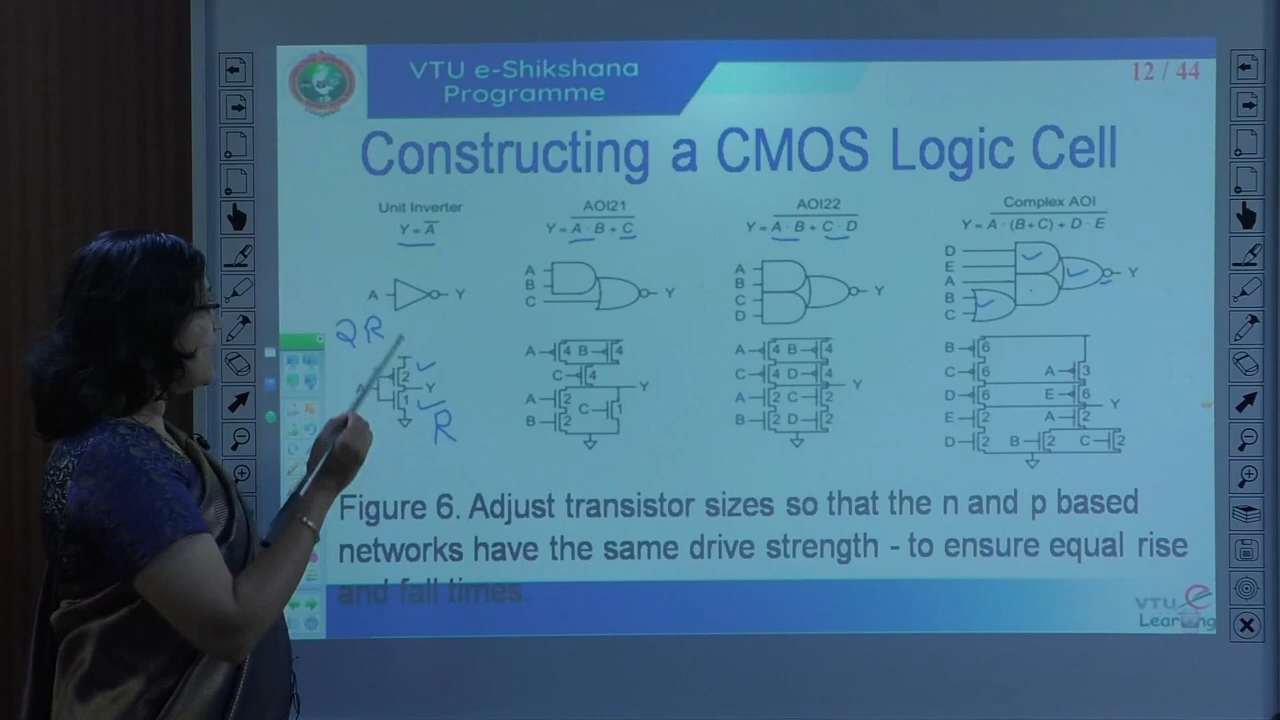 VTU e-Shikshana
Programme
12 / 44
Constructing a CMOS Logic Cell
Unit Inverter
Y = A̅
AOI21
Y = A · B + C
AOI22
Y = A · B + C · D
Complex AOI
Y = A · (B+C) + D · E
A Y
A
B
C
Y
A
B
C
D
Y
D
E
A
B
C
Y
2R
2
Y
1
R
A 4 B 4
C 4
Y
A 2
C 1
B 2
A 4 B 4
C 4 D 4
Y
A 2 C 2
B 2 D 2
B 6
C 6 A 3
D 6 E 6
Y
E 2 A 2
D 2 B 2 C 2
Figure 6. Adjust transistor sizes so that the n and p based
networks have the same drive strength - to ensure equal rise
and fall times.
VTU e
Learning